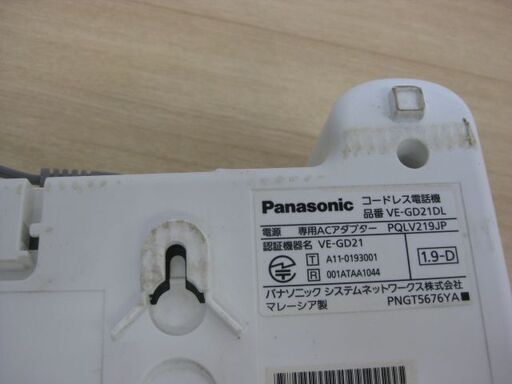 Panasonic コードレス電話機
品番 VE-GD21DL
電源 専用ACアダプター PQLV219JP
認証機器名 VE-GD21
T A11-0193001
R 001ATAA1044
1.9-D
パナソニック システムネットワークス株式会社
マレーシア製 PNGT5676YA■